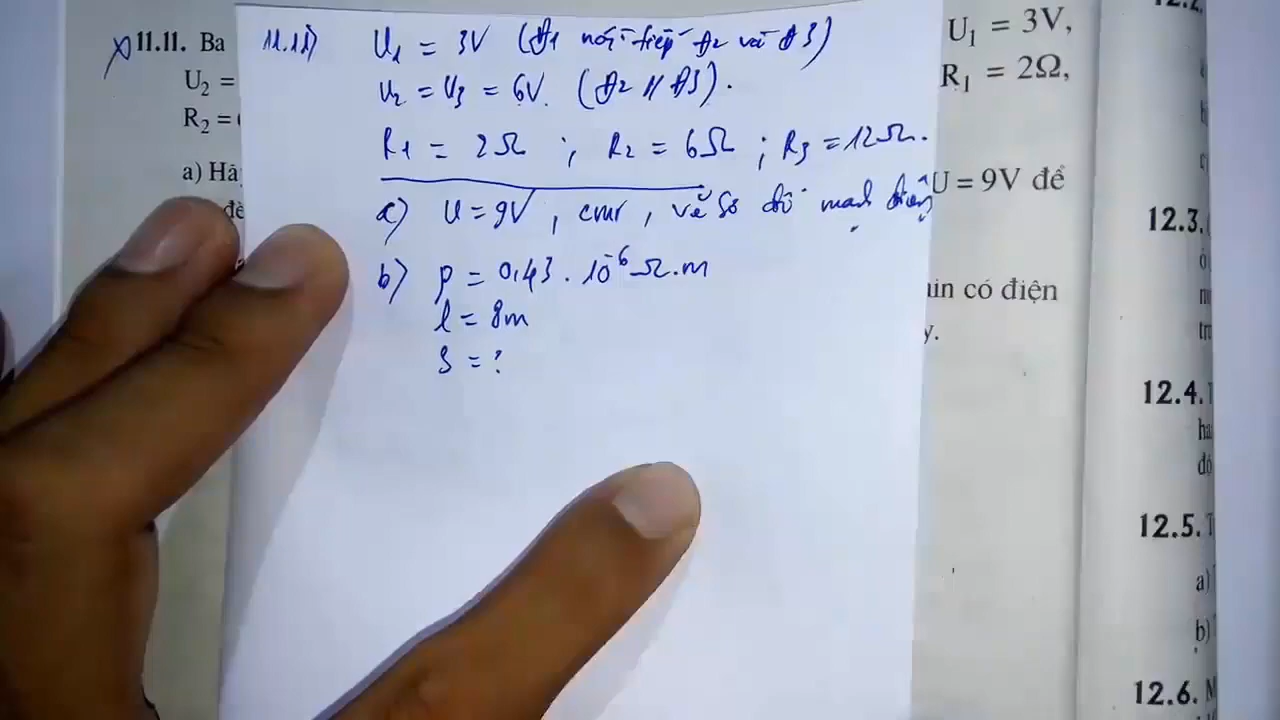 11.11. Ba
U₂ =
R₂ =
a) Hã
đề
11.11)
U₁ = 3V (Đ1 nối tiếp Đ2 và Đ3)
U₂ = U₃ = 6V. (Đ2 // Đ3).
R₁ = 2Ω ; R₂ = 6Ω ; R₃ = 12Ω.
a) U = 9V, cmr, vẽ sơ đồ mạch điện
b) ρ = 0,43 . 10⁻⁶ Ω.m
l = 8m
S = ?
U₁ = 3V,
R₁ = 2Ω,
U = 9V để
có điện
y.
12.2.
12.3.
12.4.
12.5.
a)
b)
12.6. M